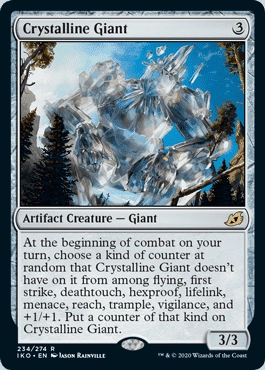 Crystalline Giant 3
Artifact Creature — Giant
At the beginning of combat on your
turn, choose a kind of counter at
random that Crystalline Giant doesn't
have on it from among flying, first
strike, deathtouch, hexproof, lifelink,
menace, reach, trample, vigilance, and
+1/+1. Put a counter of that kind on
Crystalline Giant.
3/3
234/274 R
IKO • EN Jason Rainville ™ & © 2020 Wizards of the Coast